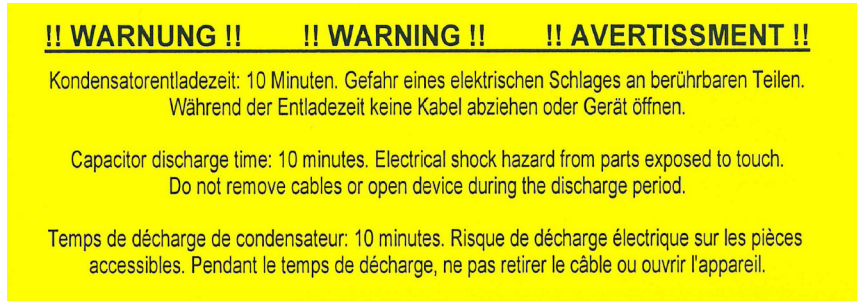 !! WARNUNG !! !! WARNING !! !! AVERTISSMENT !!
Kondensatorentladezeit: 10 Minuten. Gefahr eines elektrischen Schlages an berührbaren Teilen.
Während der Entladezeit keine Kabel abziehen oder Gerät öffnen.
Capacitor discharge time: 10 minutes. Electrical shock hazard from parts exposed to touch.
Do not remove cables or open device during the discharge period.
Temps de décharge de condensateur: 10 minutes. Risque de décharge électrique sur les pièces
accessibles. Pendant le temps de décharge, ne pas retirer le câble ou ouvrir l'appareil.